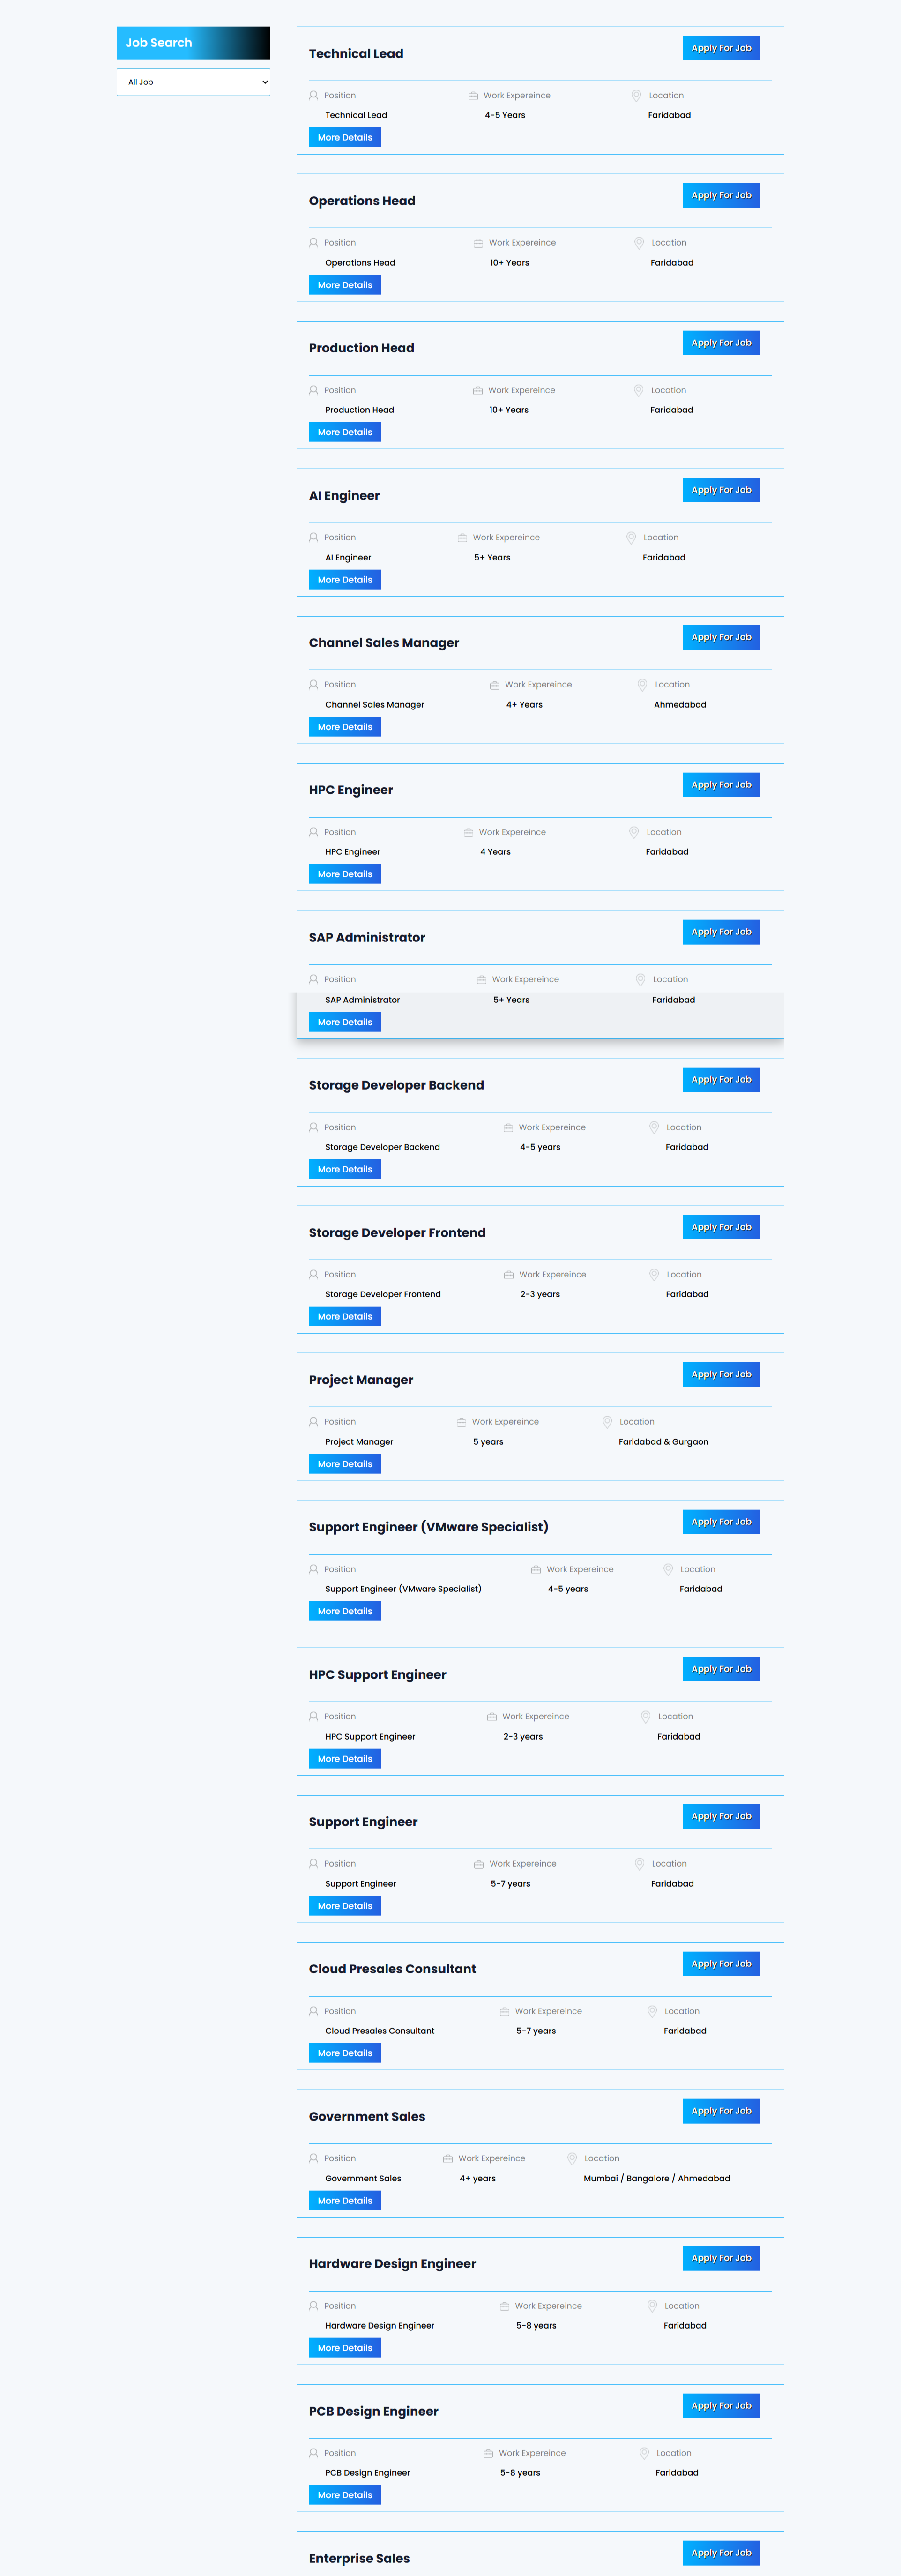 Job Search
All Job
Technical Lead
Apply For Job
Position Work Expereince Location
Technical Lead 4-5 Years Faridabad
More Details
Operations Head
Apply For Job
Position Work Expereince Location
Operations Head 10+ Years Faridabad
More Details
Production Head
Apply For Job
Position Work Expereince Location
Production Head 10+ Years Faridabad
More Details
AI Engineer
Apply For Job
Position Work Expereince Location
AI Engineer 5+ Years Faridabad
More Details
Channel Sales Manager
Apply For Job
Position Work Expereince Location
Channel Sales Manager 4+ Years Ahmedabad
More Details
HPC Engineer
Apply For Job
Position Work Expereince Location
HPC Engineer 4 Years Faridabad
More Details
SAP Administrator
Apply For Job
Position Work Expereince Location
SAP Administrator 5+ Years Faridabad
More Details
Storage Developer Backend
Apply For Job
Position Work Expereince Location
Storage Developer Backend 4-5 years Faridabad
More Details
Storage Developer Frontend
Apply For Job
Position Work Expereince Location
Storage Developer Frontend 2-3 years Faridabad
More Details
Project Manager
Apply For Job
Position Work Expereince Location
Project Manager 5 years Faridabad & Gurgaon
More Details
Support Engineer (VMware Specialist)
Apply For Job
Position Work Expereince Location
Support Engineer (VMware Specialist) 4-5 years Faridabad
More Details
HPC Support Engineer
Apply For Job
Position Work Expereince Location
HPC Support Engineer 2-3 years Faridabad
More Details
Support Engineer
Apply For Job
Position Work Expereince Location
Support Engineer 5-7 years Faridabad
More Details
Cloud Presales Consultant
Apply For Job
Position Work Expereince Location
Cloud Presales Consultant 5-7 years Faridabad
More Details
Government Sales
Apply For Job
Position Work Expereince Location
Government Sales 4+ years Mumbai / Bangalore / Ahmedabad
More Details
Hardware Design Engineer
Apply For Job
Position Work Expereince Location
Hardware Design Engineer 5-8 years Faridabad
More Details
PCB Design Engineer
Apply For Job
Position Work Expereince Location
PCB Design Engineer 5-8 years Faridabad
More Details
Enterprise Sales
Apply For Job